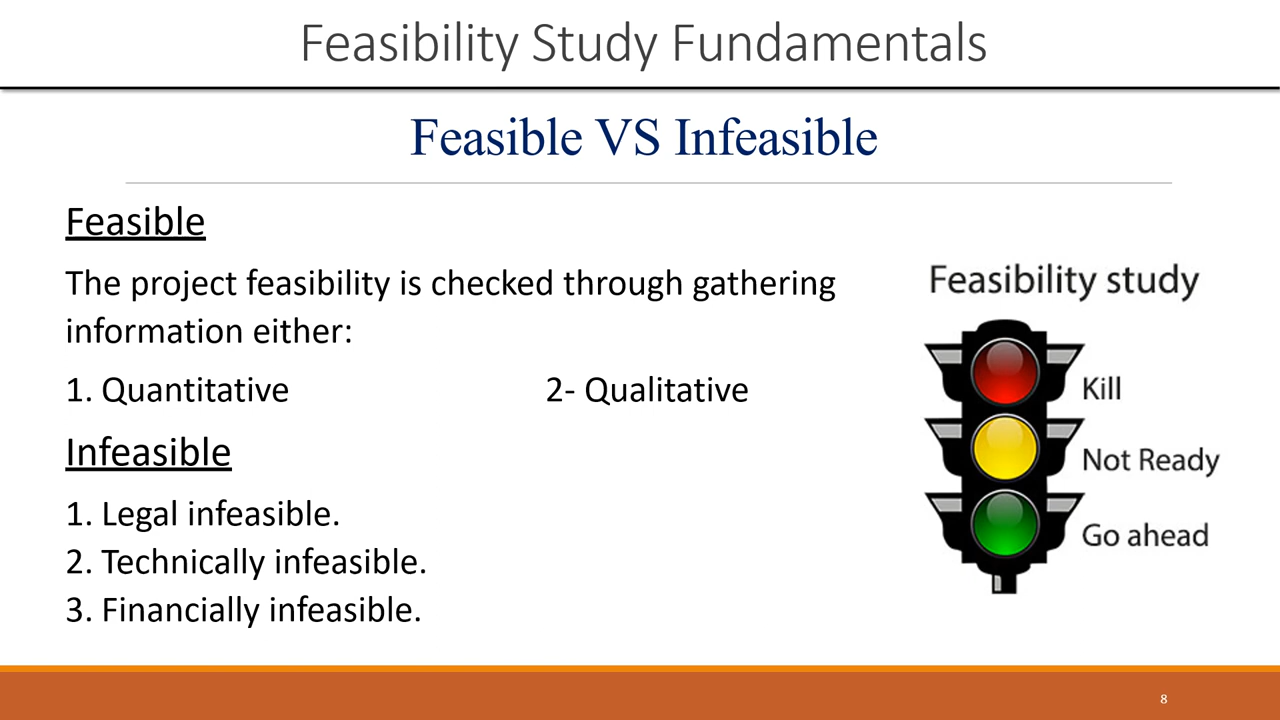 Feasibility Study Fundamentals
Feasible VS Infeasible
Feasible
The project feasibility is checked through gathering
information either:
1. Quantitative 2- Qualitative
Infeasible
1. Legal infeasible.
2. Technically infeasible.
3. Financially infeasible.
Feasibility study
Kill
Not Ready
Go ahead
8